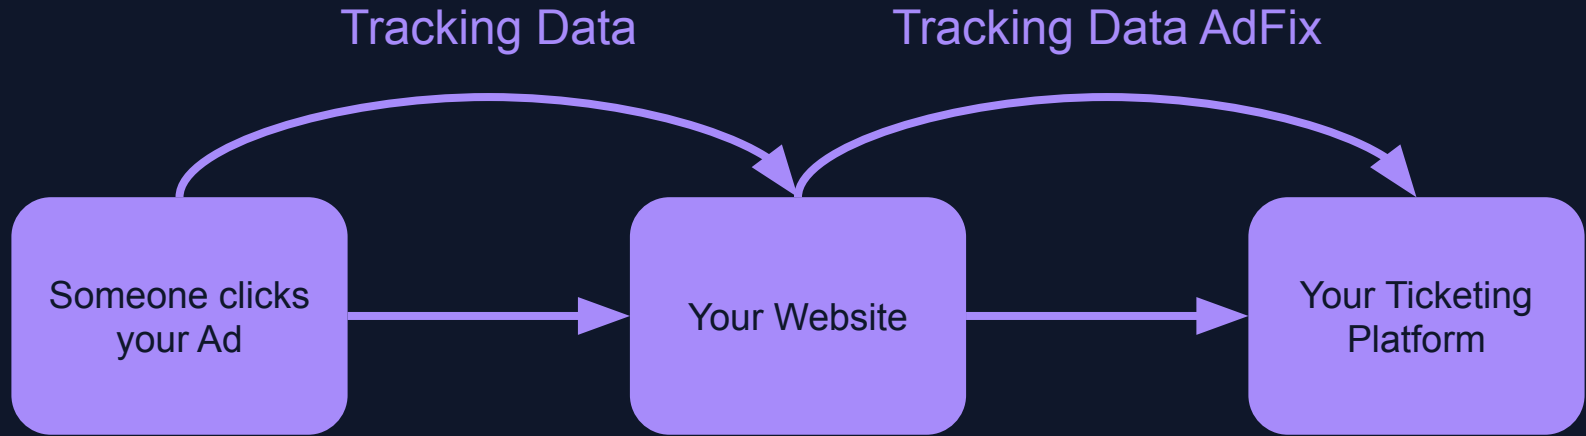 Tracking Data
Tracking Data AdFix
Someone clicks
your Ad
Your Website
Your Ticketing
Platform